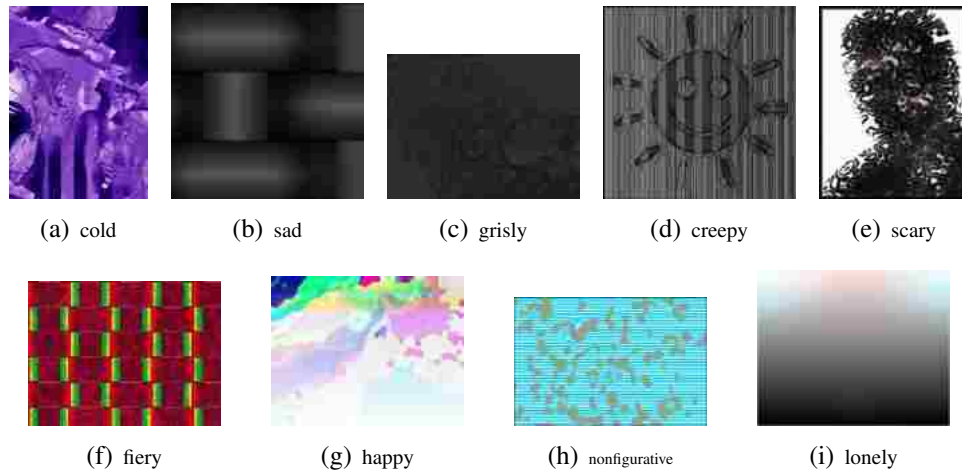 (a) cold (b) sad (c) grisly (d) creepy (e) scary
(f) fiery (g) happy (h) nonfigurative (i) lonely